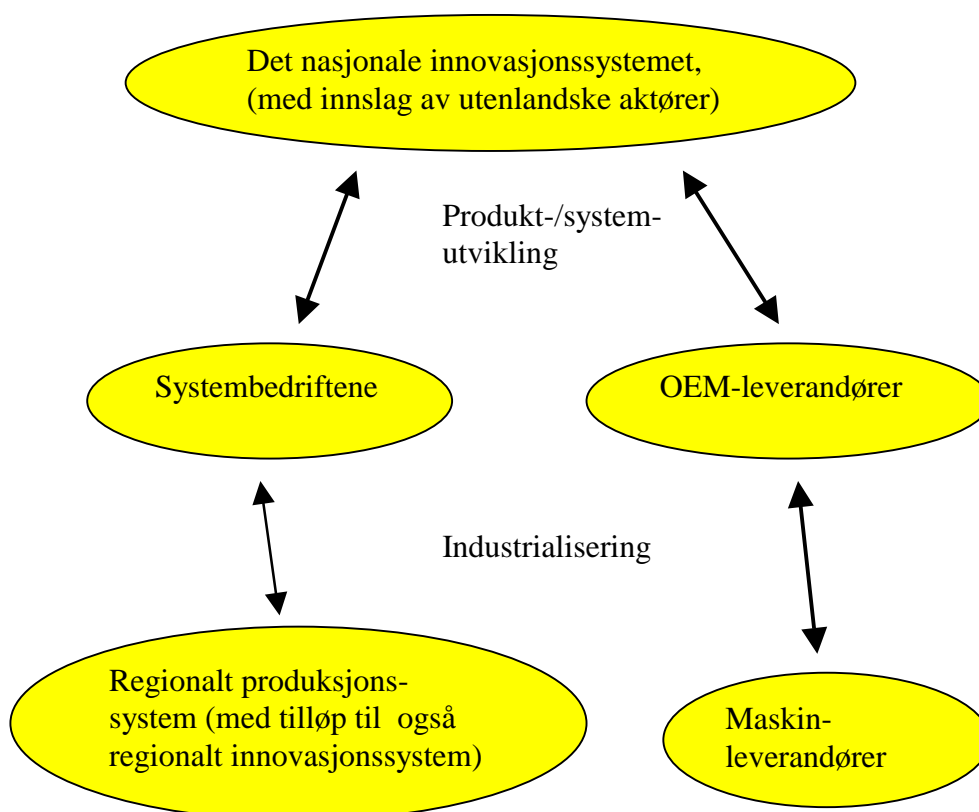 Det nasjonale innovasjonssystemet,
(med innslag av utenlandske aktører)
Produkt-/system-
utvikling
Systembedriftene
OEM-leverandører
Industrialisering
Regionalt produksjons-
system (med tilløp til også
regionalt innovasjonssystem)
Maskin-
leverandører